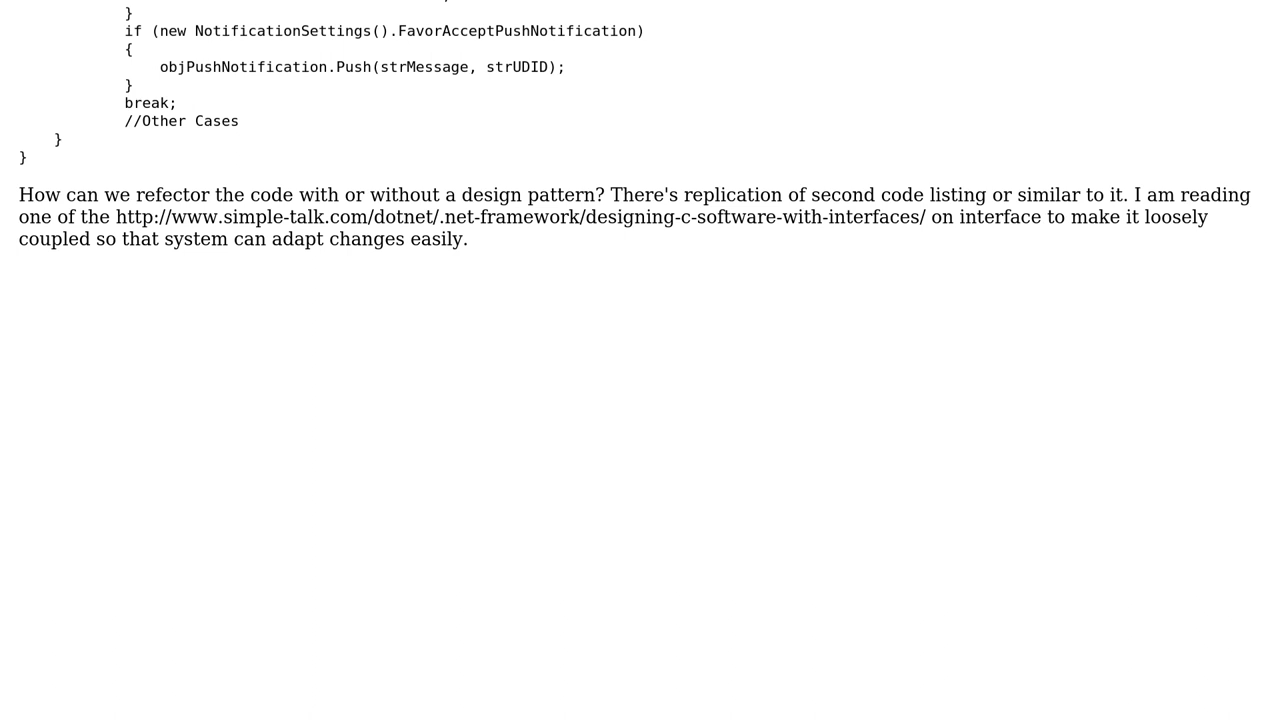 }
if (new NotificationSettings().FavorAcceptPushNotification)
{
objPushNotification.Push(strMessage, strUDID);
}
break;
//Other Cases
}
}
How can we refector the code with or without a design pattern? There's replication of second code listing or similar to it. I am reading
one of the http://www.simple-talk.com/dotnet/.net-framework/designing-c-software-with-interfaces/ on interface to make it loosely
coupled so that system can adapt changes easily.